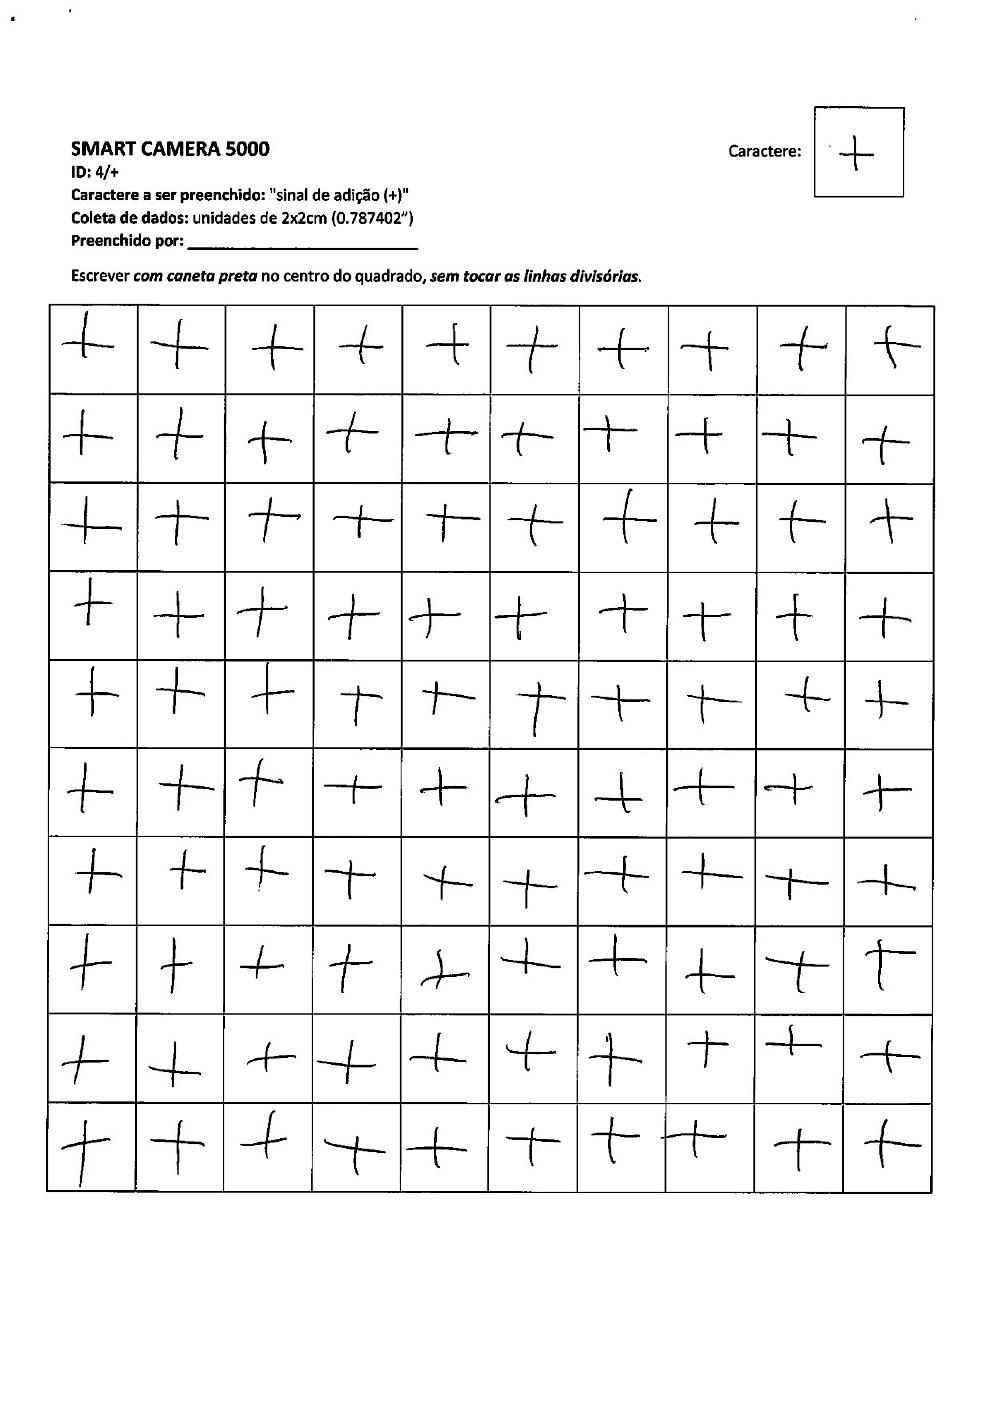 SMART CAMERA 5000
ID: 4/+
Caractere a ser preenchido: "sinal de adição (+)"
Coleta de dados: unidades de 2x2cm (0.787402")
Preenchido por: ____________________
Caractere: +
Escrever com caneta preta no centro do quadrado, sem tocar as linhas divisórias.
+ + + + + + + + + +
+ + + + + + + + + +
+ + + + + + + + + +
+ + + + + + + + + +
+ + + + + + + + + +
+ + + + + + + + + +
+ + + + + + + + + +
+ + + + + + + + + +
+ + + + + + + + + +
+ + + + + + + + + +